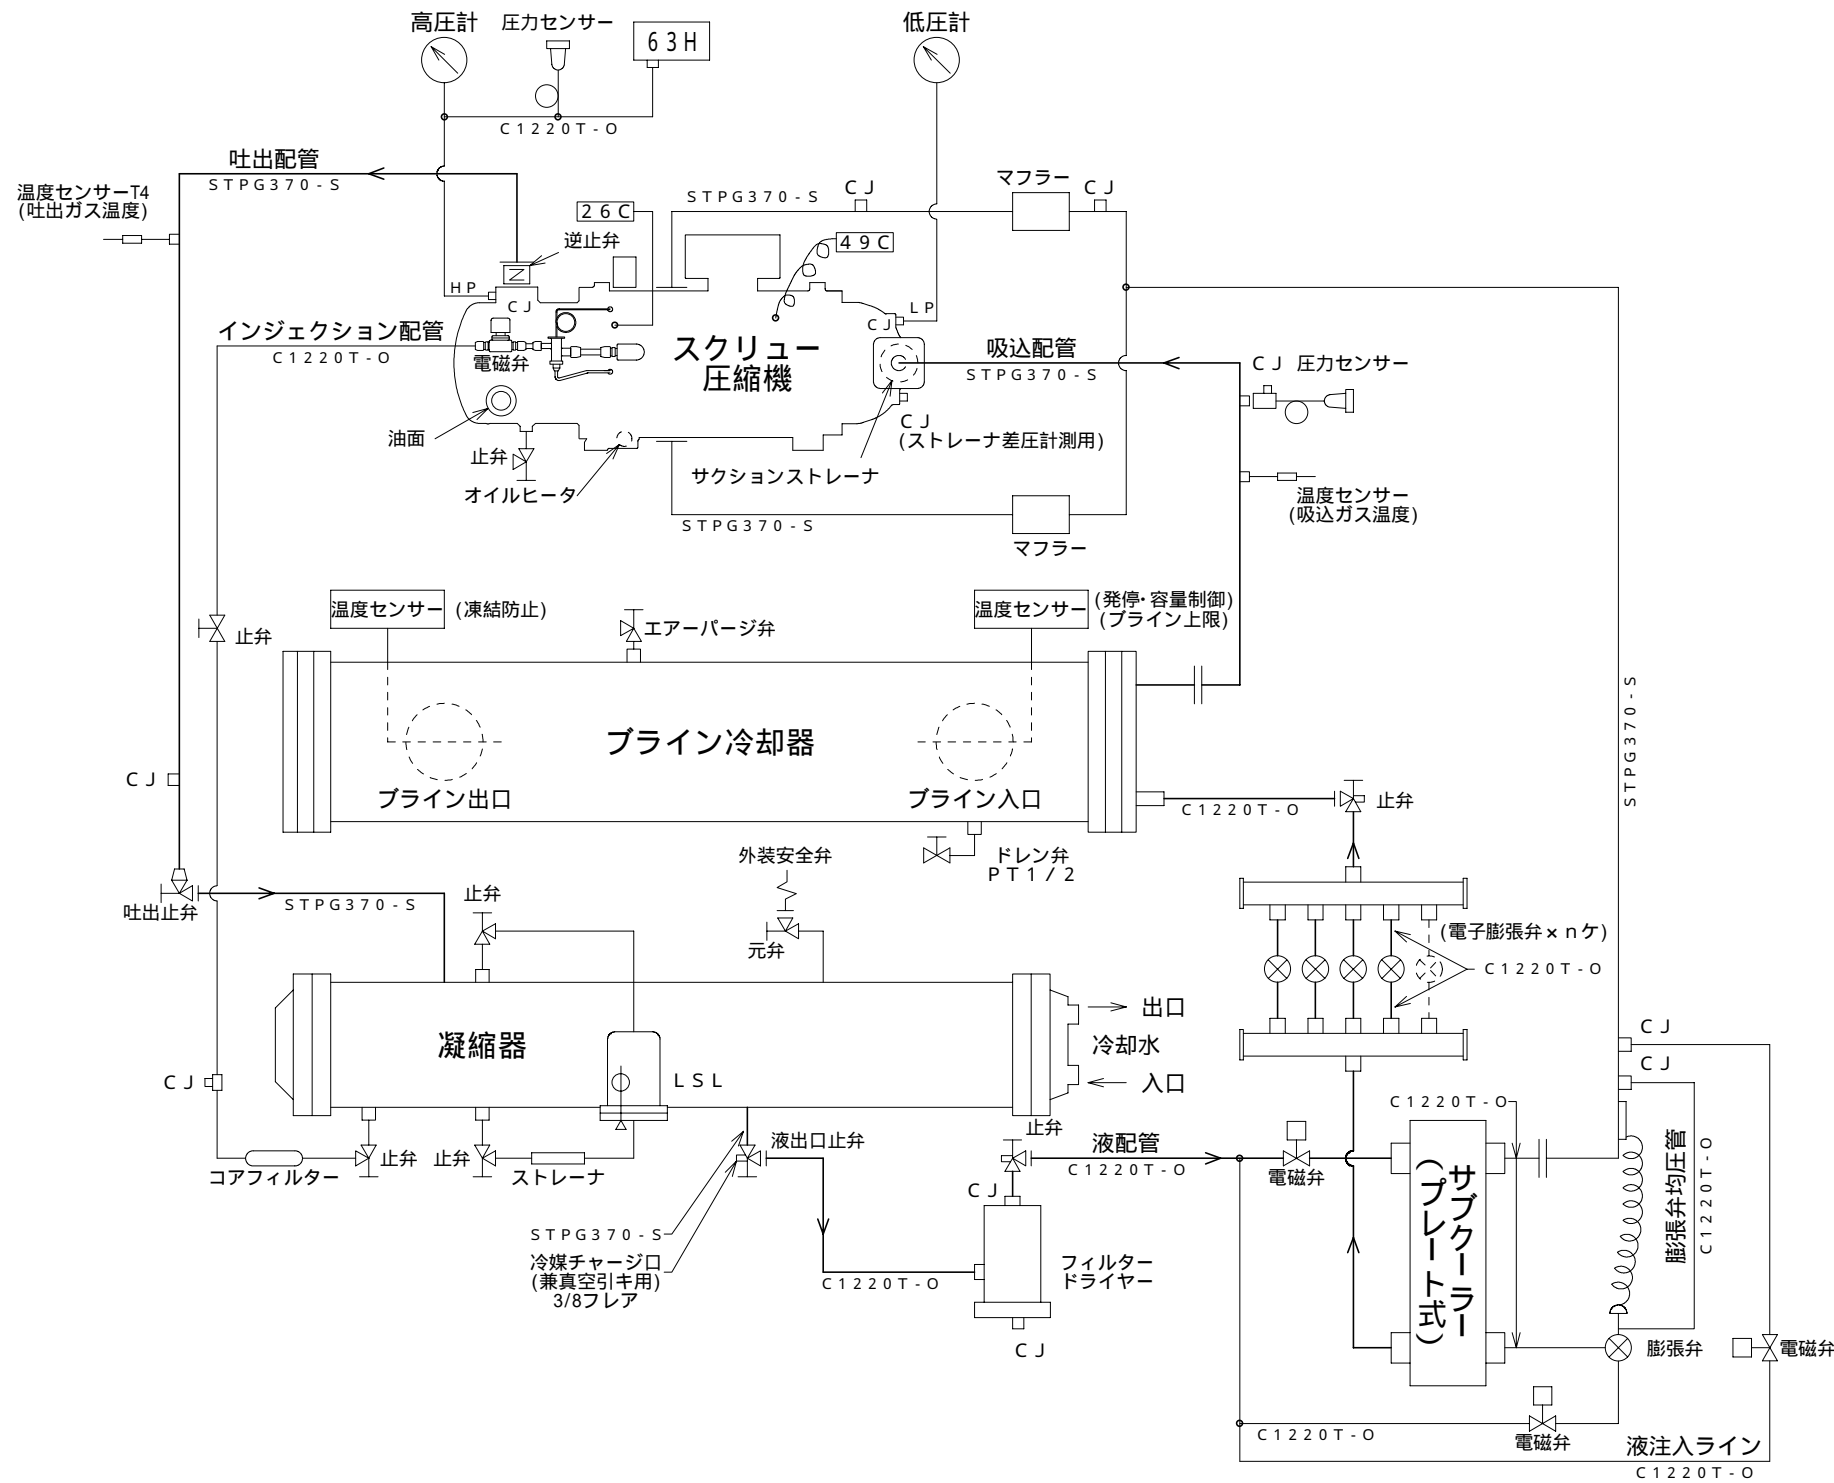 高圧計
圧力センサー
63H
低圧計
C1220T-O
吐出配管
STPG370-S
温度センサーT4
(吐出ガス温度)
26C
逆止弁
STPG370-S
CJ
マフラー
CJ
49C
HP
CJ
LP
CJ
インジェクション配管
C1220T-O
電磁弁
スクリュー
圧縮機
吸込配管
STPG370-S
CJ 圧力センサー
油面
止弁
オイルヒータ
CJ
(ストレーナ差圧計測用)
サクションストレーナ
STPG370-S
マフラー
温度センサー
(吸込ガス温度)
温度センサー
(凍結防止)
エアーパージ弁
温度センサー
(発停・容量制御)
(ブライン上限)
止弁
ブライン冷却器
ブライン出口
ブライン入口
CJ
C1220T-O
止弁
STPG370-S
外装安全弁
ドレン弁
PT1/2
吐出止弁
STPG370-S
止弁
元弁
(電子膨張弁×nケ)
C1220T-O
凝縮器
LSL
出口
冷却水
入口
CJ
CJ
CJ
コアフィルター
止弁
止弁
ストレーナ
液出口止弁
止弁
液配管
C1220T-O
電磁弁
C1220T-O
サブクーラー
(プレート式)
膨張弁均圧管
C1220T-O
STPG370-S
冷媒チャージ口
(兼真空引キ用)
3/8フレア
C1220T-O
CJ
フィルター
ドライヤー
CJ
膨張弁
電磁弁
C1220T-O
電磁弁
液注入ライン
C1220T-O